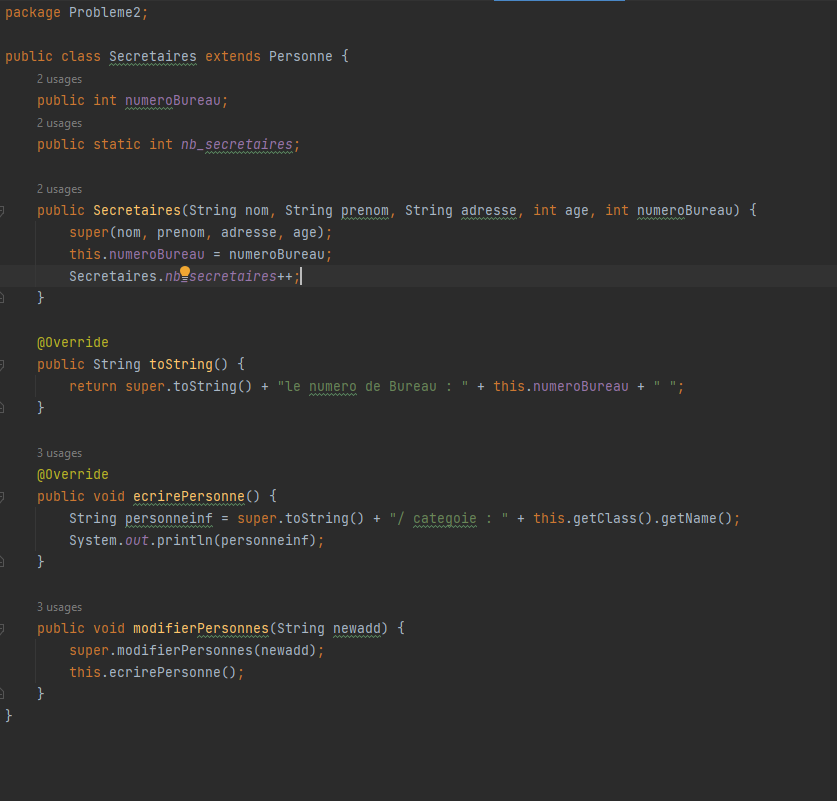 package Probleme2;
public class Secretaires extends Personne {
2 usages
public int numeroBureau;
2 usages
public static int nb_secretaires;
2 usages
public Secretaires(String nom, String prenom, String adresse, int age, int numeroBureau) {
super(nom, prenom, adresse, age);
this.numeroBureau = numeroBureau;
Secretaires.nb_secretaires++;
}
@Override
public String toString() {
return super.toString() + "le numero de Bureau : " + this.numeroBureau + " ";
}
3 usages
@Override
public void ecrirePersonne() {
String personneinf = super.toString() + "/ categoie : " + this.getClass().getName();
System.out.println(personneinf);
}
3 usages
public void modifierPersonnes(String newadd) {
super.modifierPersonnes(newadd);
this.ecrirePersonne();
}
}